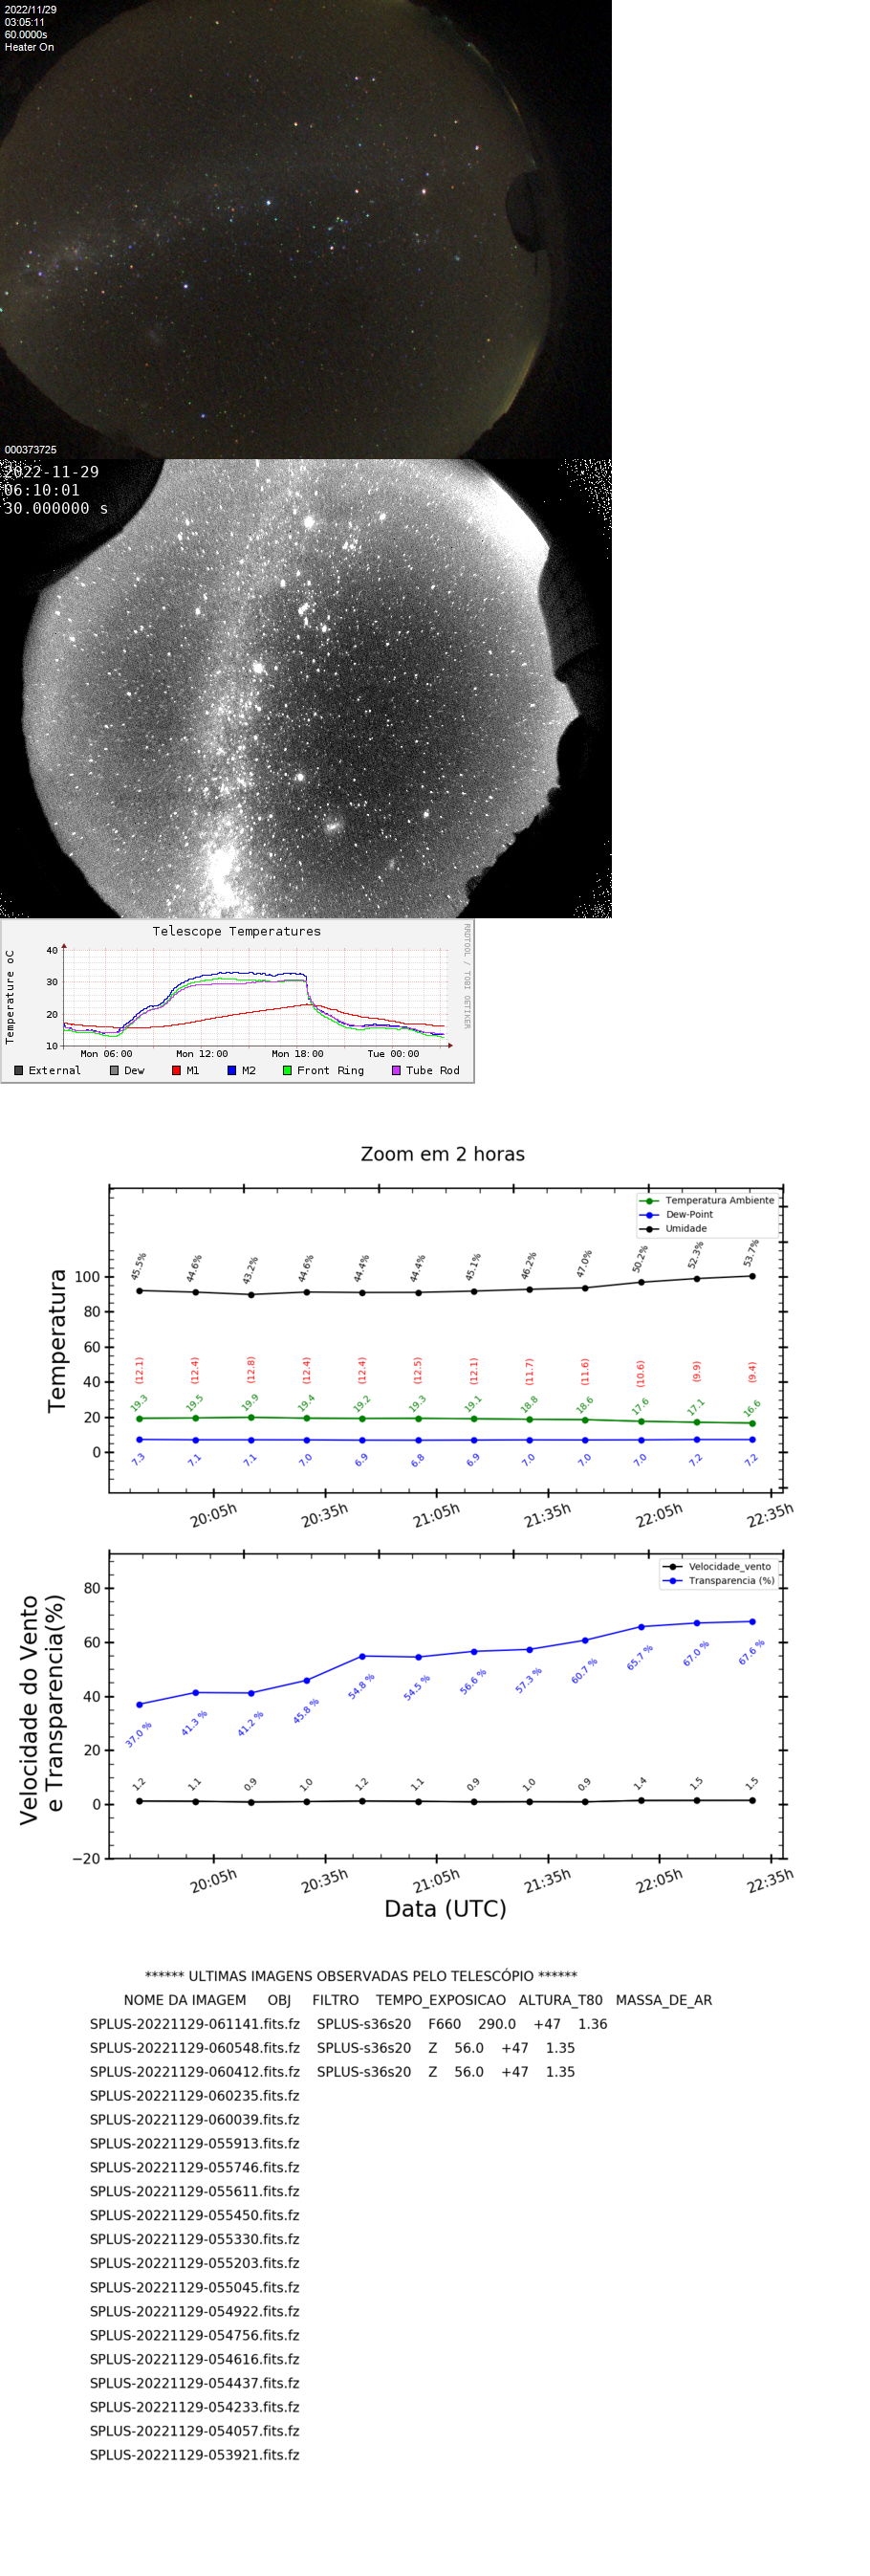 2022/11/29
03:05:11
60.0000s
Heater On
000373725
2022-11-29
06:10:01
30.000000 s
Telescope Temperatures
RRDTOOL / TOBI OETIKER
Temperature oC
40
30
20
10
Mon 06:00 Mon 12:00 Mon 18:00 Tue 00:00
External Dew M1 M2 Front Ring Tube Rod
Zoom em 2 horas
Temperatura Ambiente
Dew-Point
Umidade
Temperatura
100
80
60
40
20
0
45.5% 44.6% 43.2% 44.6% 44.4% 44.4% 45.1% 46.2% 47.0% 50.2% 52.3% 53.7%
(12.1) (12.4) (12.8) (12.4) (12.4) (12.5) (12.1) (11.7) (11.6) (10.6) (9.9) (9.4)
19.3 19.5 19.9 19.4 19.2 19.3 19.1 18.8 18.6 17.6 17.1 16.6
7.3 7.1 7.1 7.0 6.9 6.8 6.9 7.0 7.0 7.0 7.2 7.2
20:05h 20:35h 21:05h 21:35h 22:05h 22:35h
Velocidade_vento
Transparencia (%)
Velocidade do Vento
e Transparencia(%)
80
60
40
20
0
−20
37.0 % 41.3 % 41.2 % 45.8 % 54.8 % 54.5 % 56.6 % 57.3 % 60.7 % 65.7 % 67.0 % 67.6 %
1.2 1.1 0.9 1.0 1.2 1.1 0.9 1.0 0.9 1.4 1.5 1.5
20:05h 20:35h 21:05h 21:35h 22:05h 22:35h
Data (UTC)
****** ULTIMAS IMAGENS OBSERVADAS PELO TELESCÓPIO ******
NOME DA IMAGEM OBJ FILTRO TEMPO_EXPOSICAO ALTURA_T80 MASSA_DE_AR
SPLUS-20221129-061141.fits.fz SPLUS-s36s20 F660 290.0 +47 1.36
SPLUS-20221129-060548.fits.fz SPLUS-s36s20 Z 56.0 +47 1.35
SPLUS-20221129-060412.fits.fz SPLUS-s36s20 Z 56.0 +47 1.35
SPLUS-20221129-060235.fits.fz
SPLUS-20221129-060039.fits.fz
SPLUS-20221129-055913.fits.fz
SPLUS-20221129-055746.fits.fz
SPLUS-20221129-055611.fits.fz
SPLUS-20221129-055450.fits.fz
SPLUS-20221129-055330.fits.fz
SPLUS-20221129-055203.fits.fz
SPLUS-20221129-055045.fits.fz
SPLUS-20221129-054922.fits.fz
SPLUS-20221129-054756.fits.fz
SPLUS-20221129-054616.fits.fz
SPLUS-20221129-054437.fits.fz
SPLUS-20221129-054233.fits.fz
SPLUS-20221129-054057.fits.fz
SPLUS-20221129-053921.fits.fz